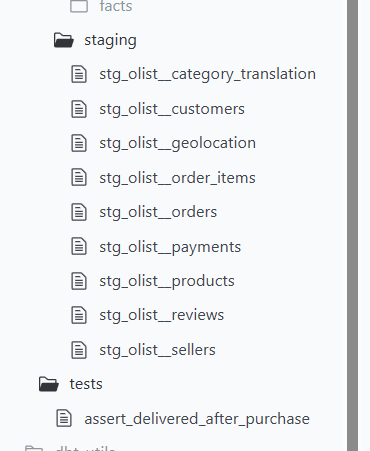 facts
staging
stg_olist__category_translation
stg_olist__customers
stg_olist__geolocation
stg_olist__order_items
stg_olist__orders
stg_olist__payments
stg_olist__products
stg_olist__reviews
stg_olist__sellers
tests
assert_delivered_after_purchase
dbt_utils